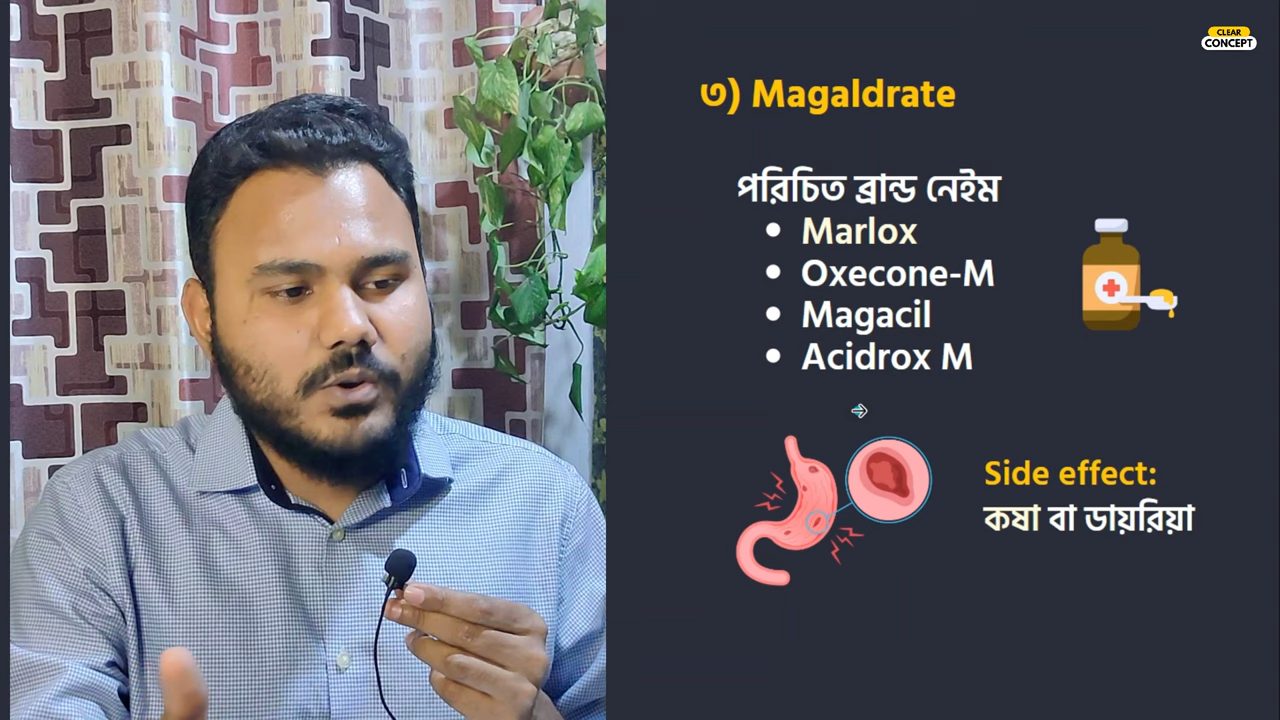 CLEAR
CONCEPT
৩) Magaldrate
পরিচিত ব্রান্ড নেইম
• Marlox
• Oxecone-M
• Magacil
• Acidrox M
Side effect:
কষা বা ডায়রিয়া